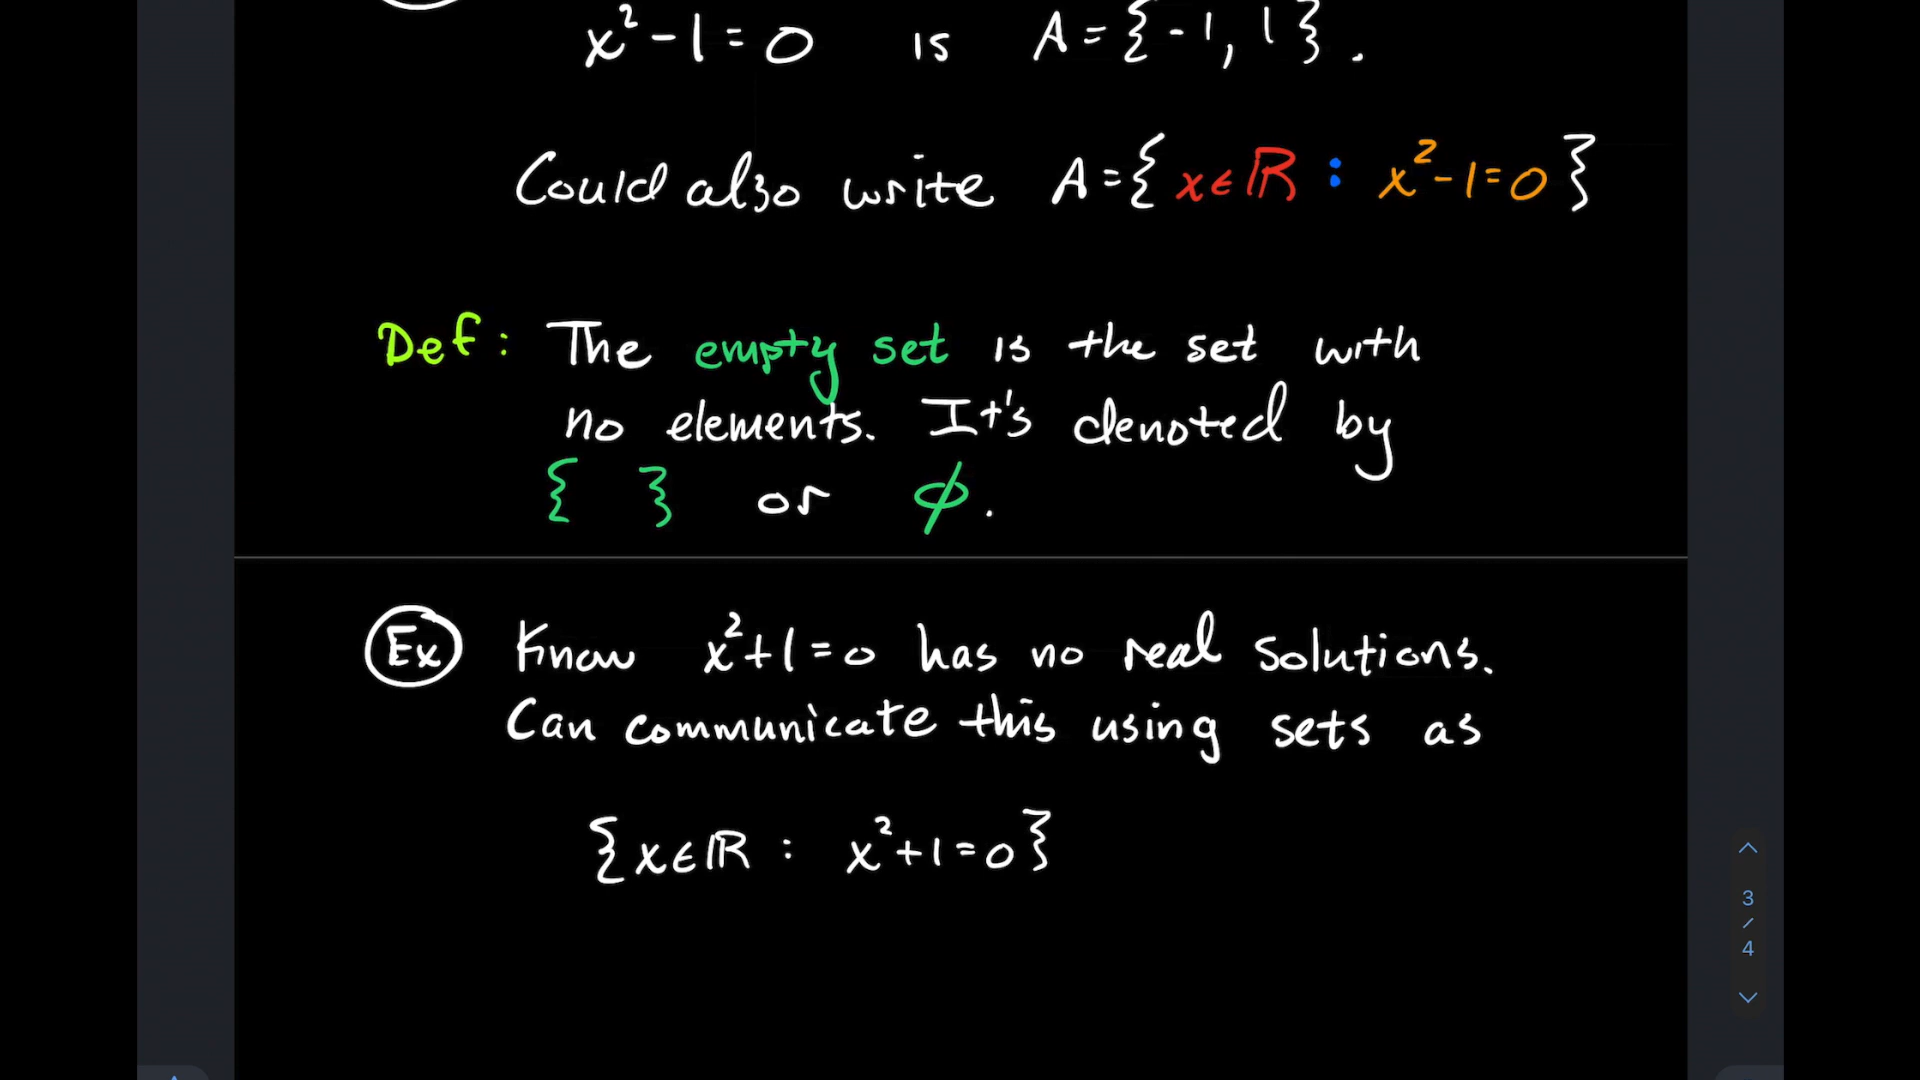 x²-1=0 is A={-1, 1}.
Could also write A={x∈ℝ : x²-1=0}
Def: The empty set is the set with
no elements. It's denoted by
{ } or ϕ.
Ex Know x²+1=0 has no real solutions.
Can communicate this using sets as
{x∈ℝ : x²+1=0}
3
/
4